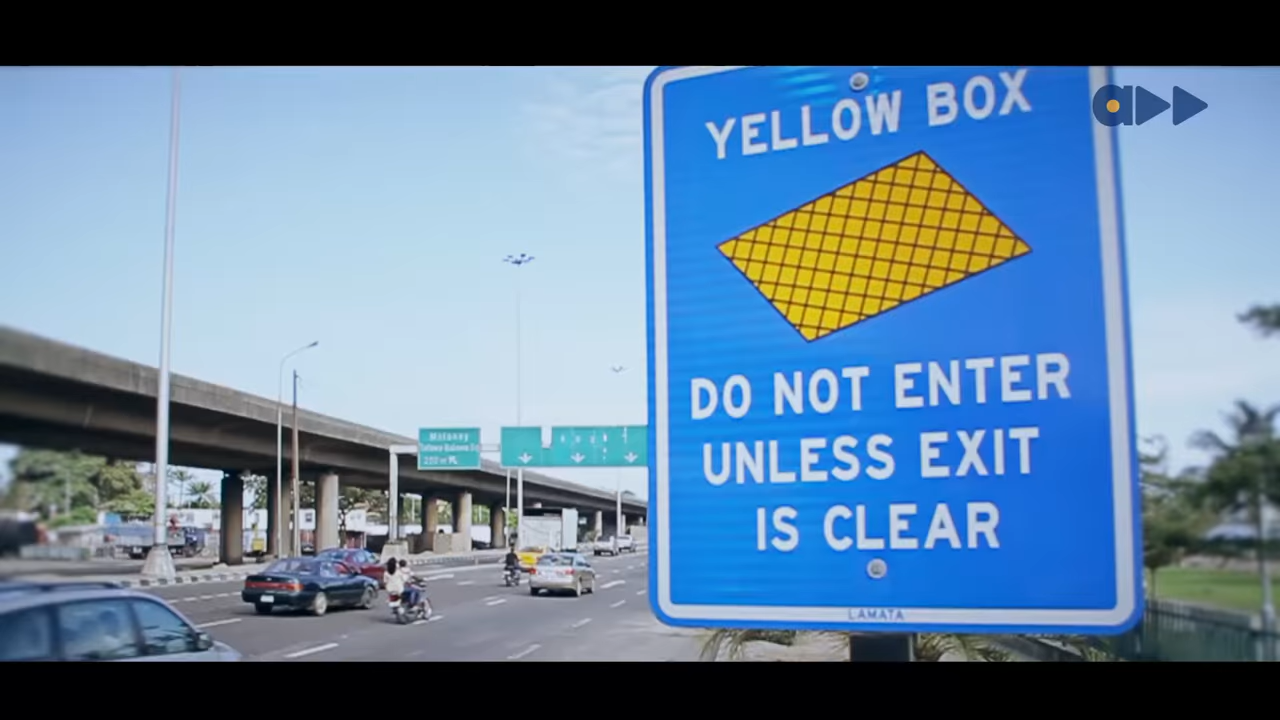 YELLOW BOX
DO NOT ENTER
UNLESS EXIT
IS CLEAR
LAMATA